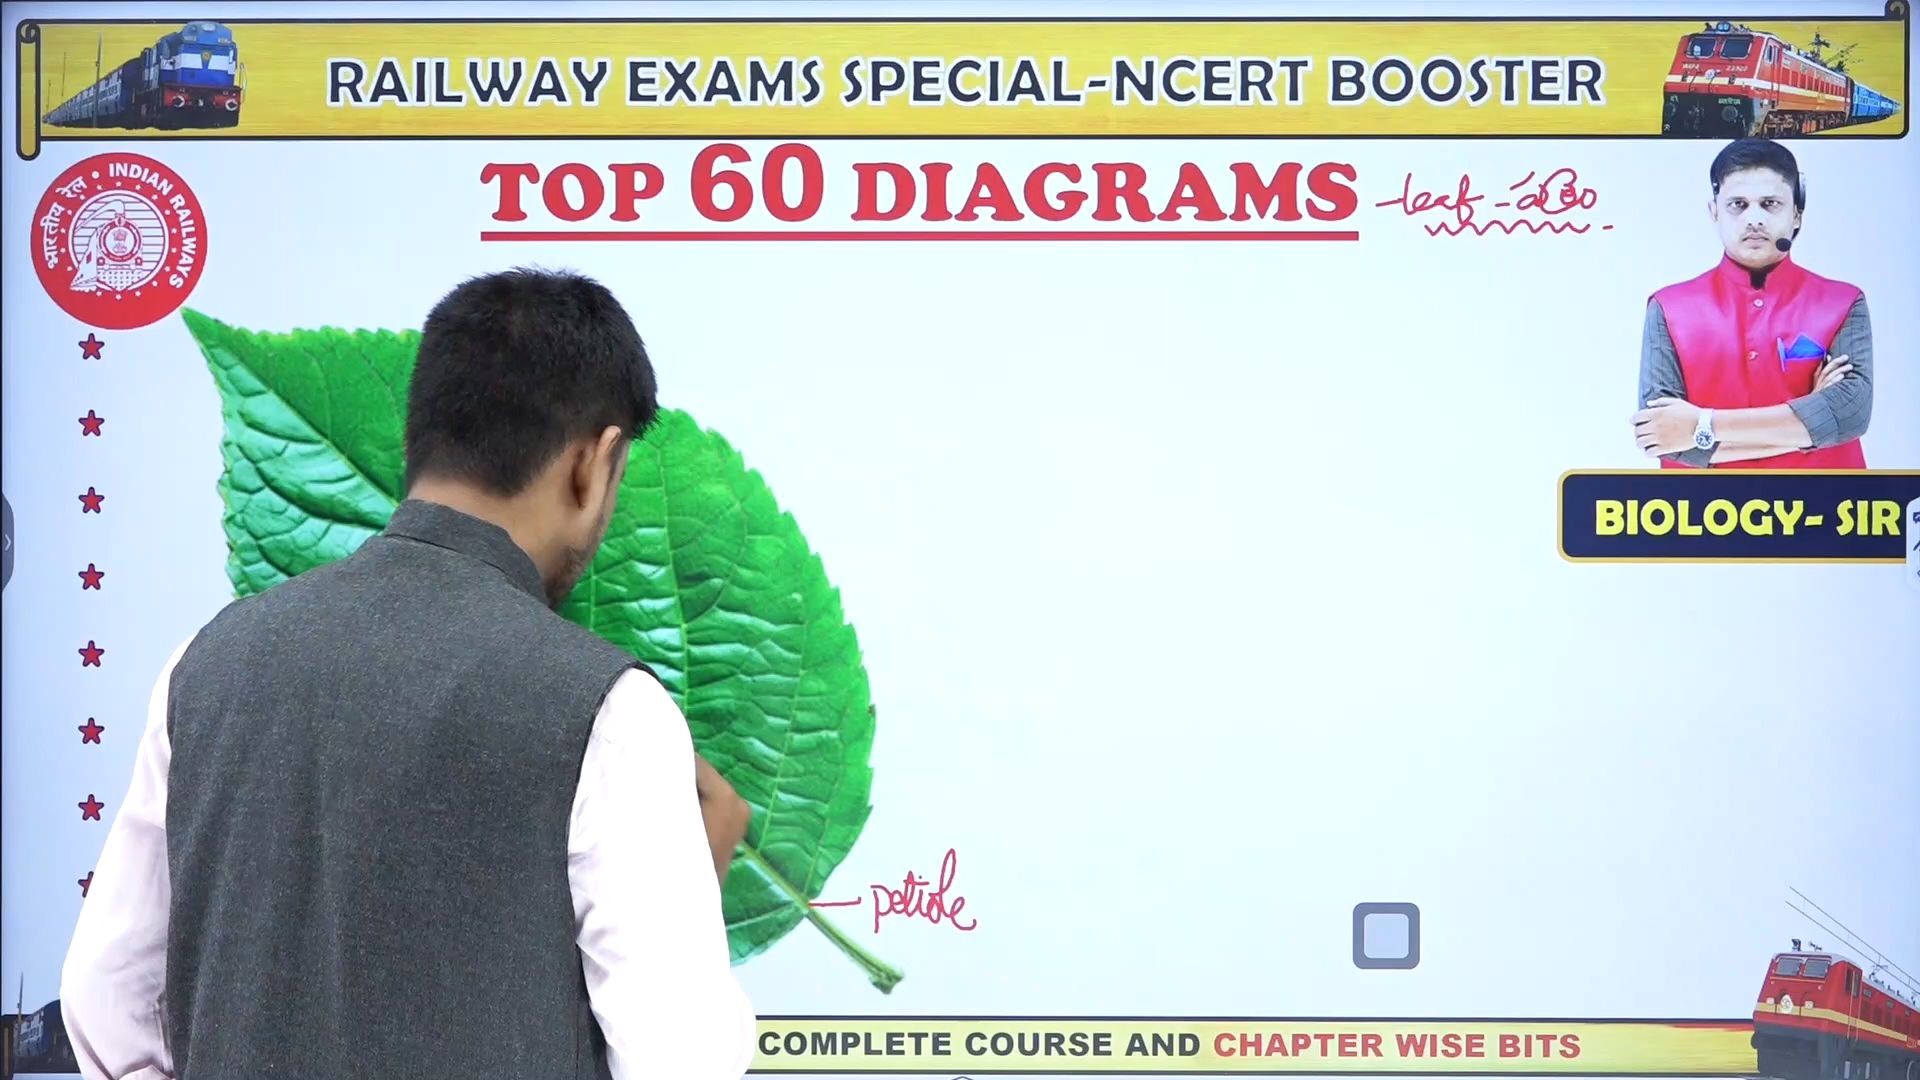 RAILWAY EXAMS SPECIAL-NCERT BOOSTER
भारतीय रेल • INDIAN RAILWAYS
TOP 60 DIAGRAMS
leaf -
BIOLOGY- SIR
petiole
COMPLETE COURSE AND CHAPTER WISE BITS